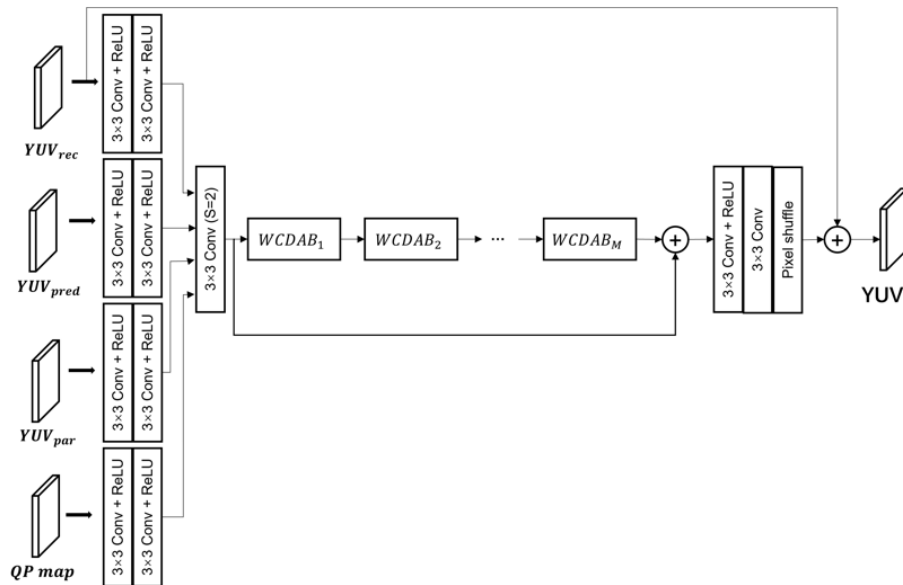 3×3 Conv + ReLU
3×3 Conv + ReLU
YUV_rec
3×3 Conv + ReLU
3×3 Conv + ReLU
YUV_pred
3×3 Conv + ReLU
3×3 Conv + ReLU
YUV_par
3×3 Conv + ReLU
3×3 Conv + ReLU
QP map
3×3 Conv (S=2)
WCDAB_1
WCDAB_2
...
WCDAB_M
+
3×3 Conv + ReLU
3×3 Conv
Pixel shuffle
+
YUV